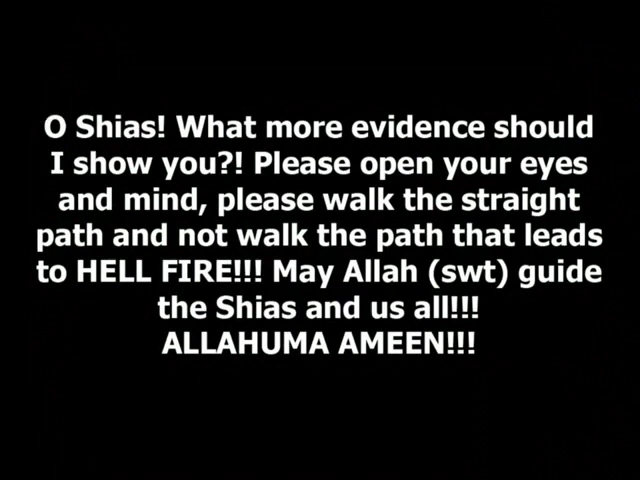 O Shias! What more evidence should
I show you?! Please open your eyes
and mind, please walk the straight
path and not walk the path that leads
to HELL FIRE!!! May Allah (swt) guide
the Shias and us all!!!
ALLAHUMA AMEEN!!!